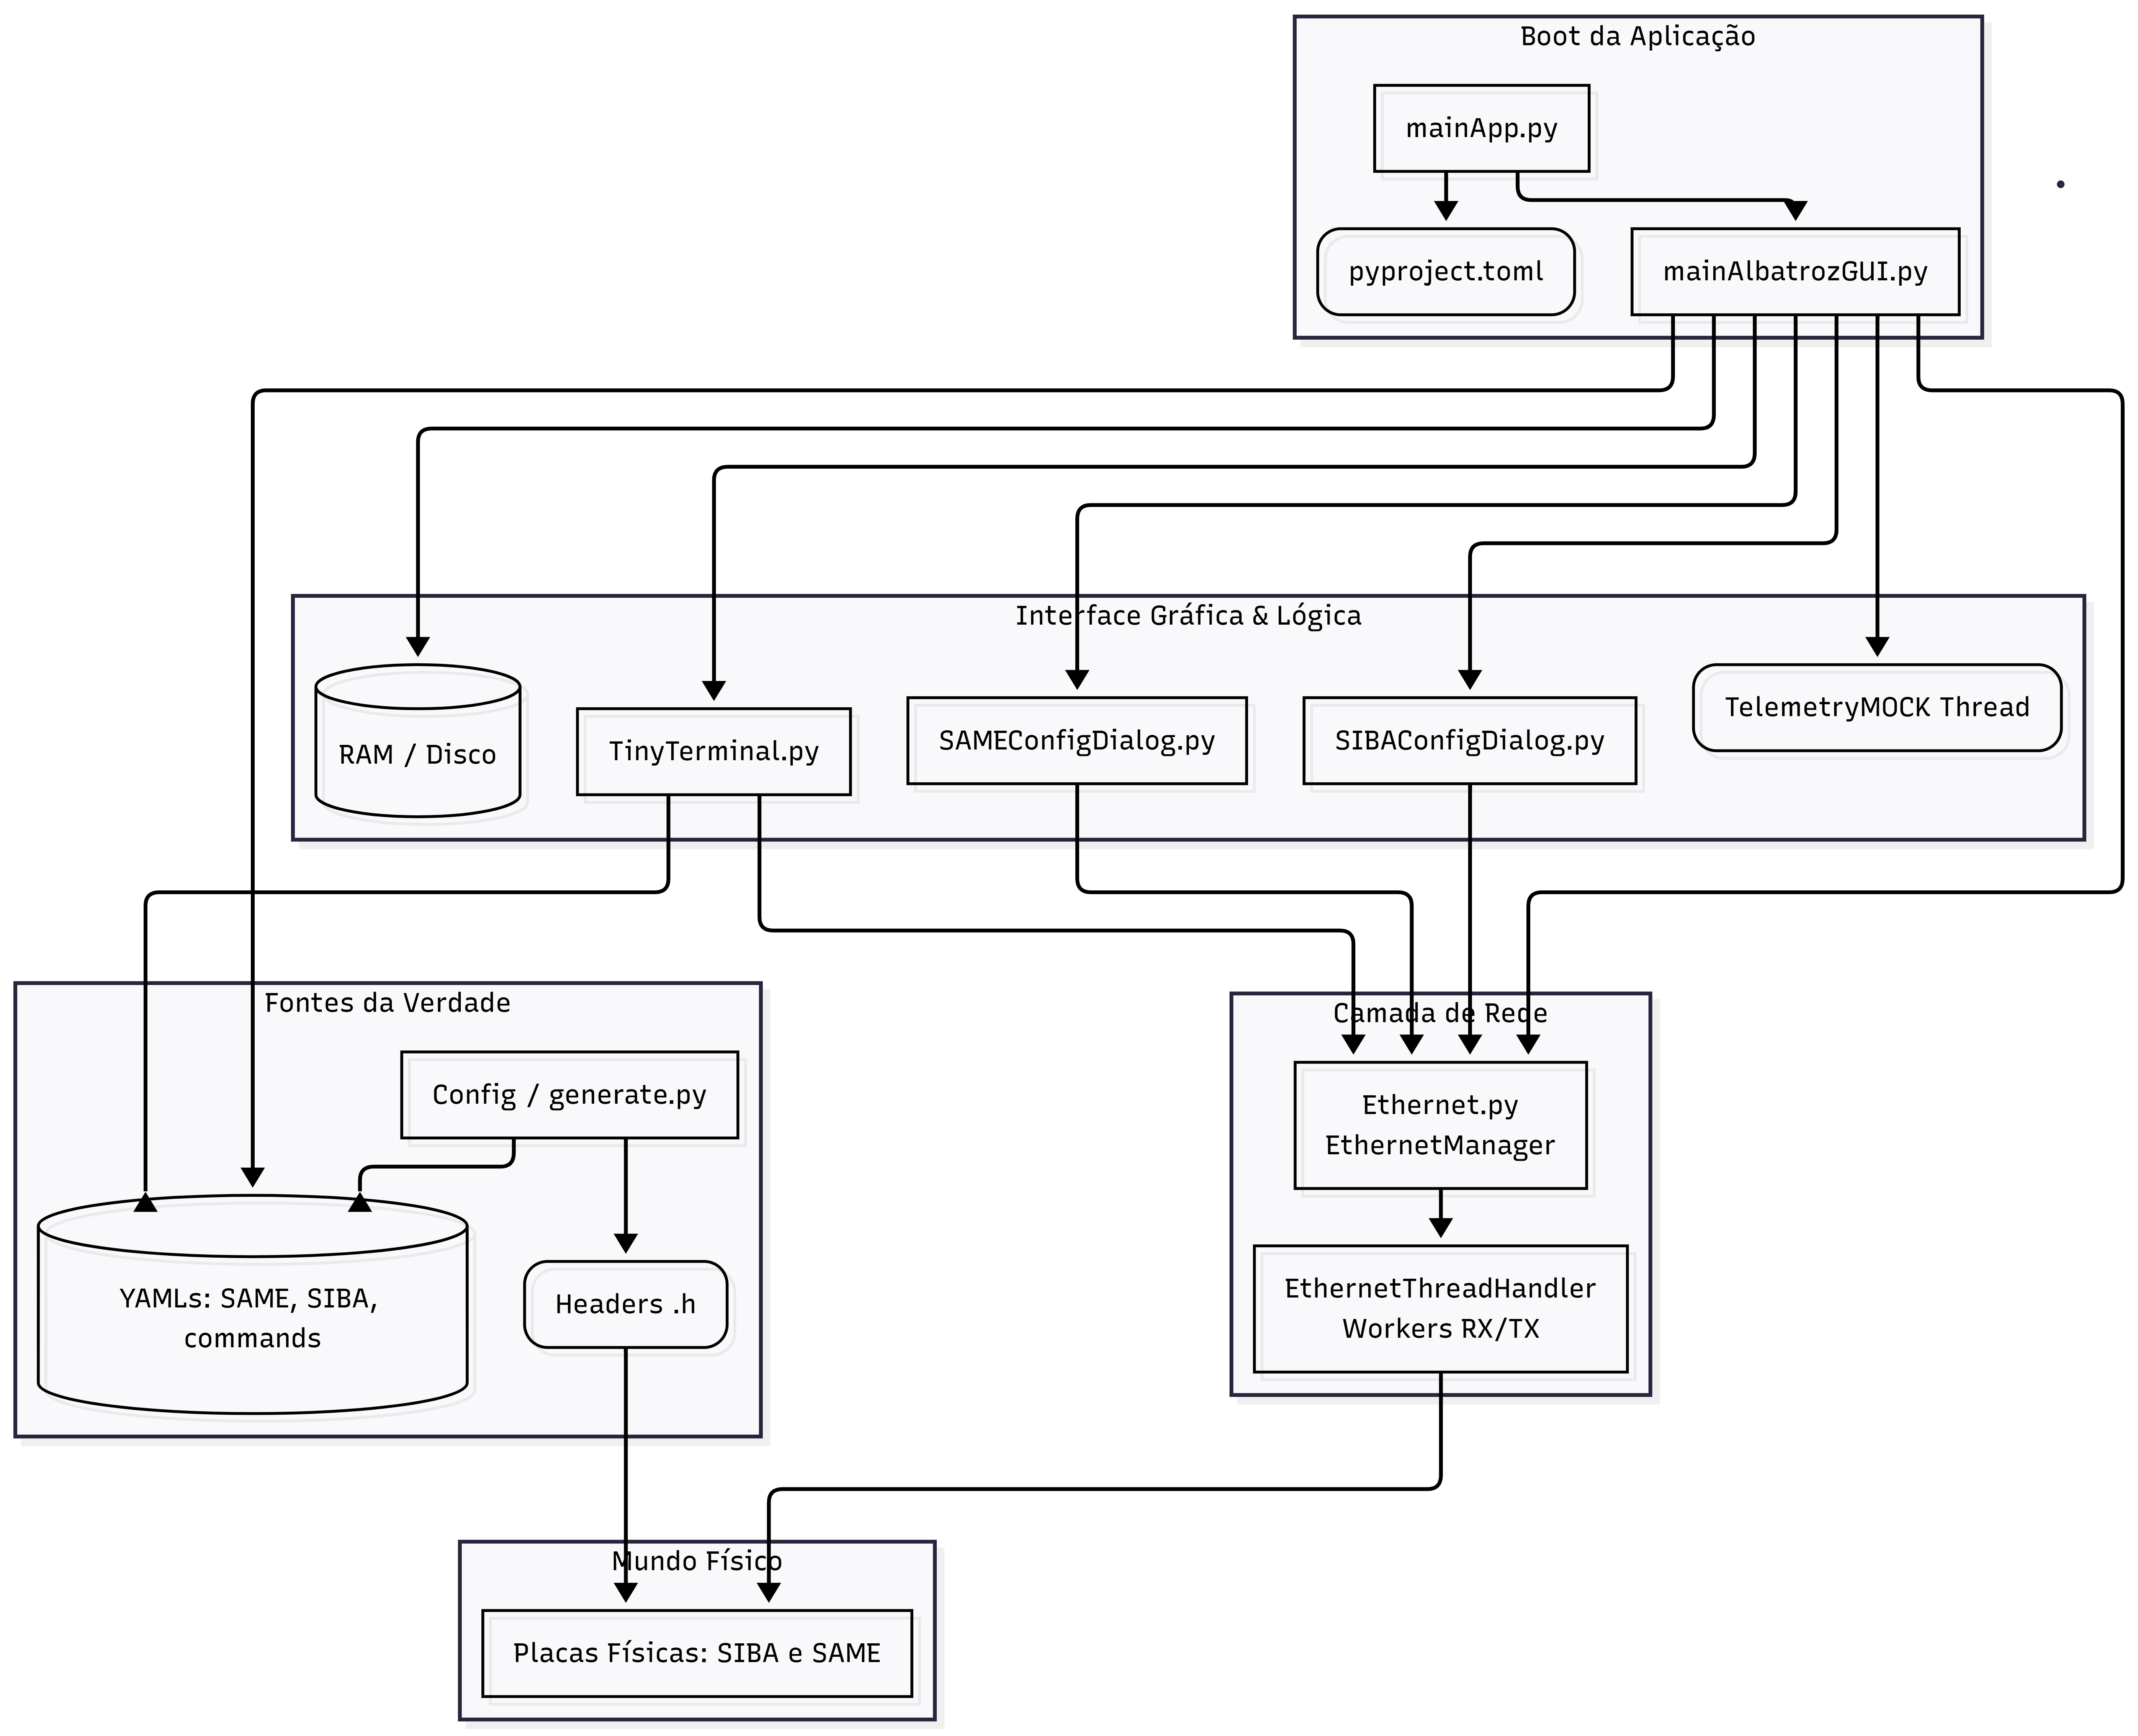 Boot da Aplicação
mainApp.py
pyproject.toml
mainAlbatrozGUI.py
Interface Gráfica & Lógica
RAM / Disco
TinyTerminal.py
SAMEConfigDialog.py
SIBAConfigDialog.py
TelemetryMOCK Thread
Fontes da Verdade
Config / generate.py
YAMLs: SAME, SIBA,
commands
Headers .h
Camada de Rede
Ethernet.py
EthernetManager
EthernetThreadHandler
Workers RX/TX
Mundo Físico
Placas Físicas: SIBA e SAME